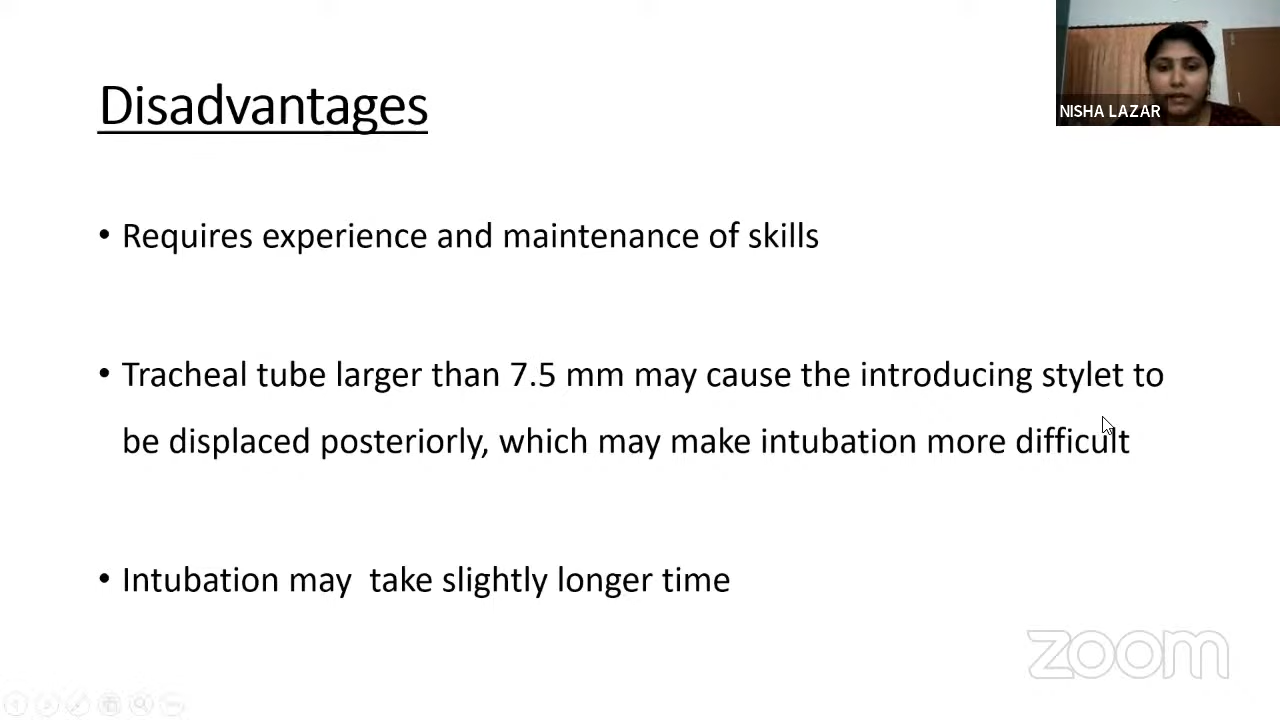 Disadvantages
NISHA LAZAR
• Requires experience and maintenance of skills
• Tracheal tube larger than 7.5 mm may cause the introducing stylet to
be displaced posteriorly, which may make intubation more difficult
• Intubation may  take slightly longer time
zoom